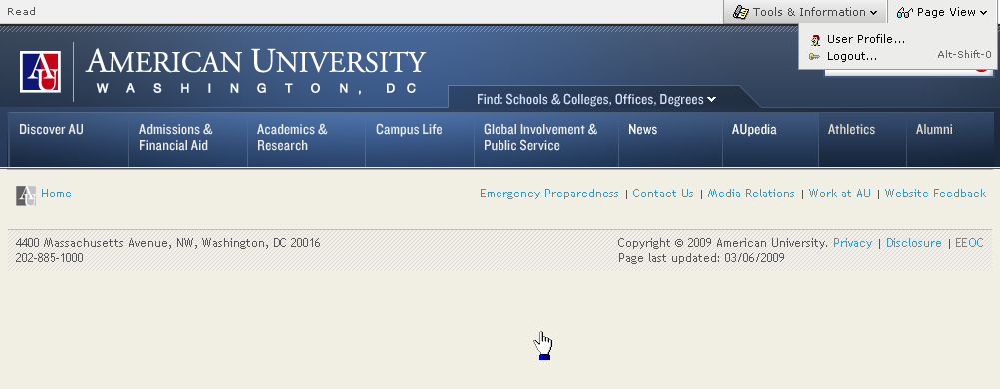 Read
Tools & Information
Page View
User Profile...
Logout... Alt-Shift-0
AU
AMERICAN UNIVERSITY
WASHINGTON, DC
Find: Schools & Colleges, Offices, Degrees
Discover AU
Admissions &
Financial Aid
Academics &
Research
Campus Life
Global Involvement &
Public Service
News
AUpedia
Athletics
Alumni
Home
Emergency Preparedness | Contact Us | Media Relations | Work at AU | Website Feedback
4400 Massachusetts Avenue, NW, Washington, DC 20016
202-885-1000
Copyright © 2009 American University. Privacy | Disclosure | EEOC
Page last updated: 03/06/2009